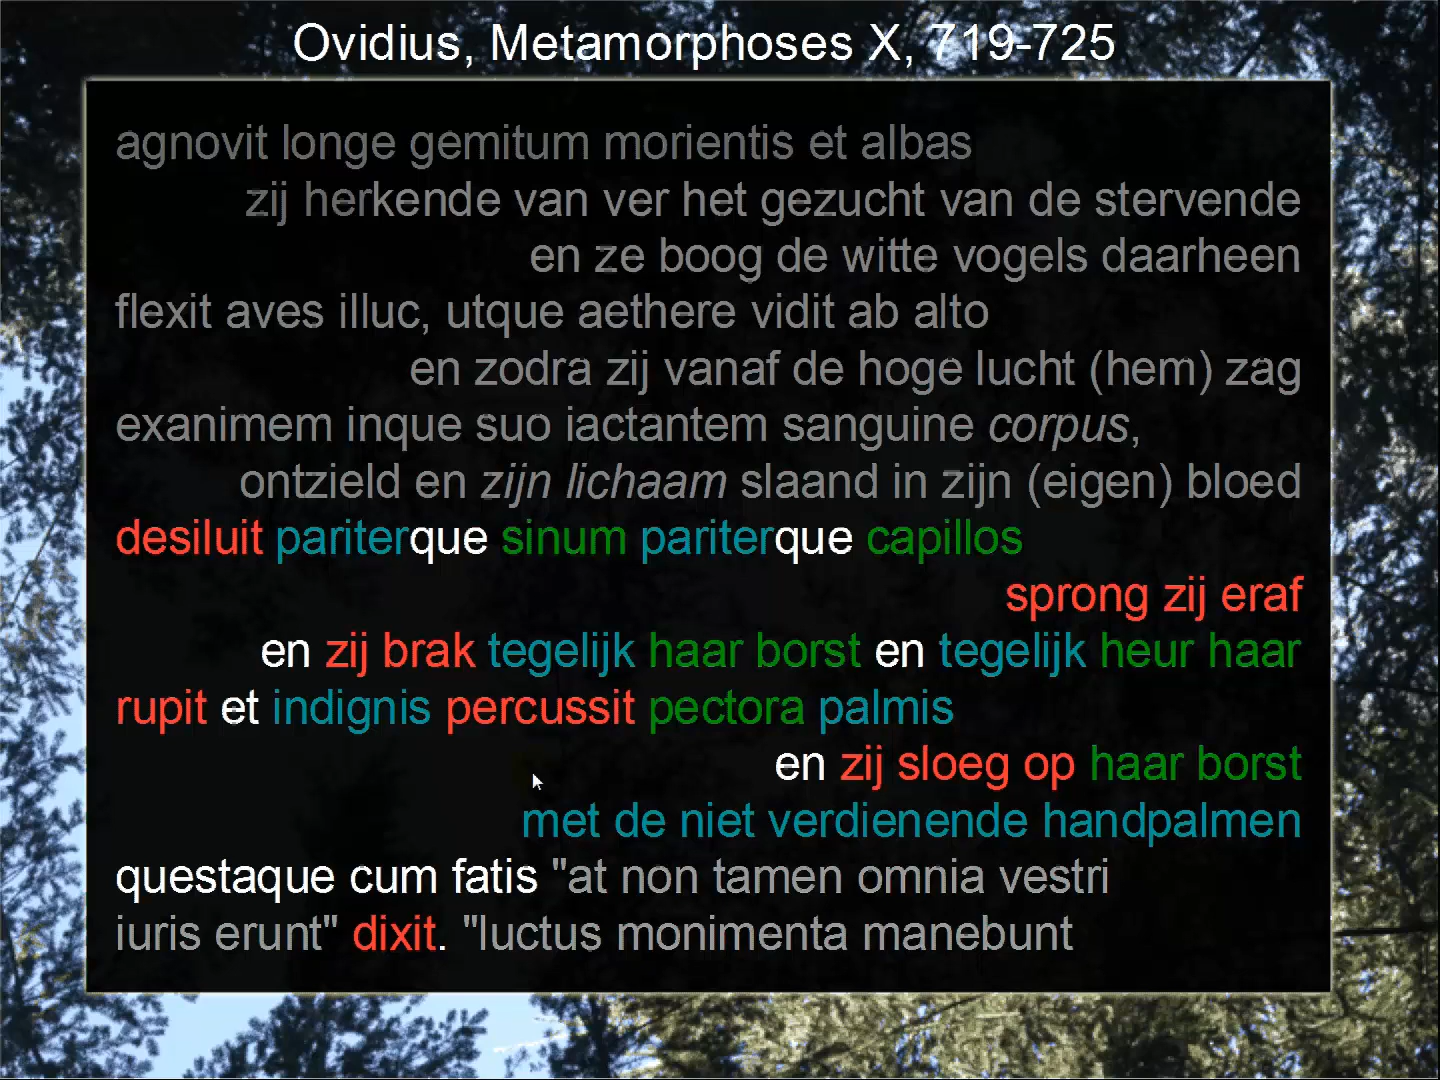 Ovidius, Metamorphoses X, 719-725
agnovit longe gemitum morientis et albas
zij herkende van ver het gezucht van de stervende
en ze boog de witte vogels daarheen
flexit aves illuc, utque aethere vidit ab alto
en zodra zij vanaf de hoge lucht (hem) zag
exanimem inque suo iactantem sanguine corpus,
ontzield en zijn lichaam slaand in zijn (eigen) bloed
desiluit pariterque sinum pariterque capillos
sprong zij eraf
en zij brak tegelijk haar borst en tegelijk heur haar
rupit et indignis percussit pectora palmis
en zij sloeg op haar borst
met de niet verdienende handpalmen
questaque cum fatis "at non tamen omnia vestri
iuris erunt" dixit. "luctus monimenta manebunt